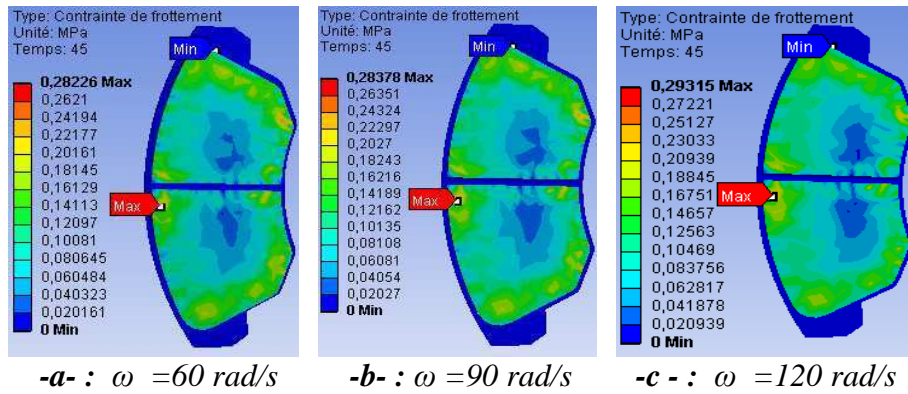 Type: Contrainte de frottement
Unité: MPa
Temps: 45
Min
0,28226 Max
0,2621
0,24194
0,22177
0,20161
0,18145
0,16129
0,14113
0,12097
0,10081
0,080645
0,060484
0,040323
0,020161
0 Min
Max
Type: Contrainte de frottement
Unité: MPa
Temps: 45
Min
0,28378 Max
0,26351
0,24324
0,22297
0,2027
0,18243
0,16216
0,14189
0,12162
0,10135
0,08108
0,06081
0,04054
0,02027
0 Min
Max
Type: Contrainte de frottement
Unité: MPa
Temps: 45
Min
0,29315 Max
0,27221
0,25127
0,23033
0,20939
0,18845
0,16751
0,14657
0,12563
0,10469
0,083756
0,062817
0,041878
0,020939
0 Min
Max
-a- : ω =60 rad/s
-b- : ω =90 rad/s
-c - : ω =120 rad/s